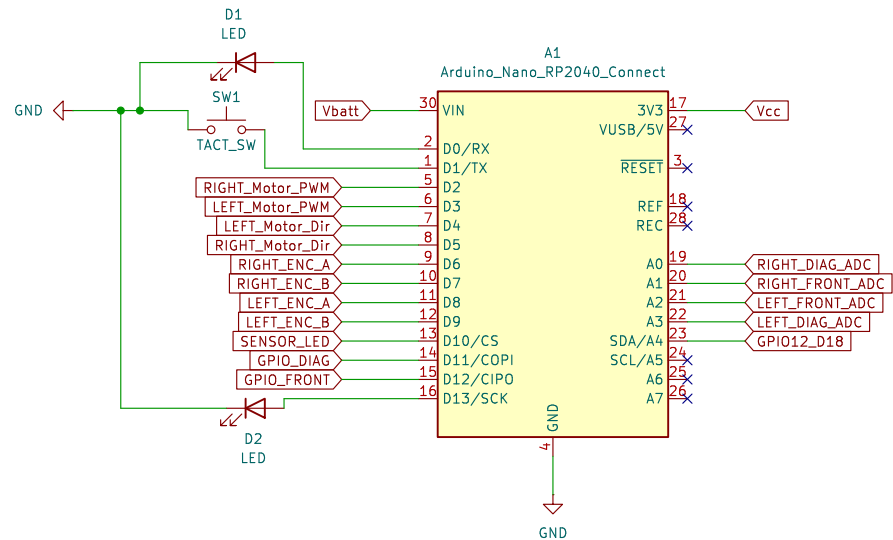 D1
LED
GND
SW1
TACT_SW
A1
Arduino_Nano_RP2040_Connect
Vbatt
30
VIN
2
D0/RX
1
D1/TX
RIGHT_Motor_PWM
5
D2
LEFT_Motor_PWM
6
D3
LEFT_Motor_Dir
7
D4
RIGHT_Motor_Dir
8
D5
RIGHT_ENC_A
9
D6
RIGHT_ENC_B
10
D7
LEFT_ENC_A
11
D8
LEFT_ENC_B
12
D9
SENSOR_LED
13
D10/CS
GPIO_DIAG
14
D11/COPI
GPIO_FRONT
15
D12/CIPO
16
D13/SCK
3V3
17
Vcc
VUSB/5V
27
RESET
3
REF
18
REC
28
A0
19
RIGHT_DIAG_ADC
A1
20
RIGHT_FRONT_ADC
A2
21
LEFT_FRONT_ADC
A3
22
LEFT_DIAG_ADC
SDA/A4
23
GPIO12_D18
SCL/A5
24
A6
25
A7
26
GND
4
GND
D2
LED